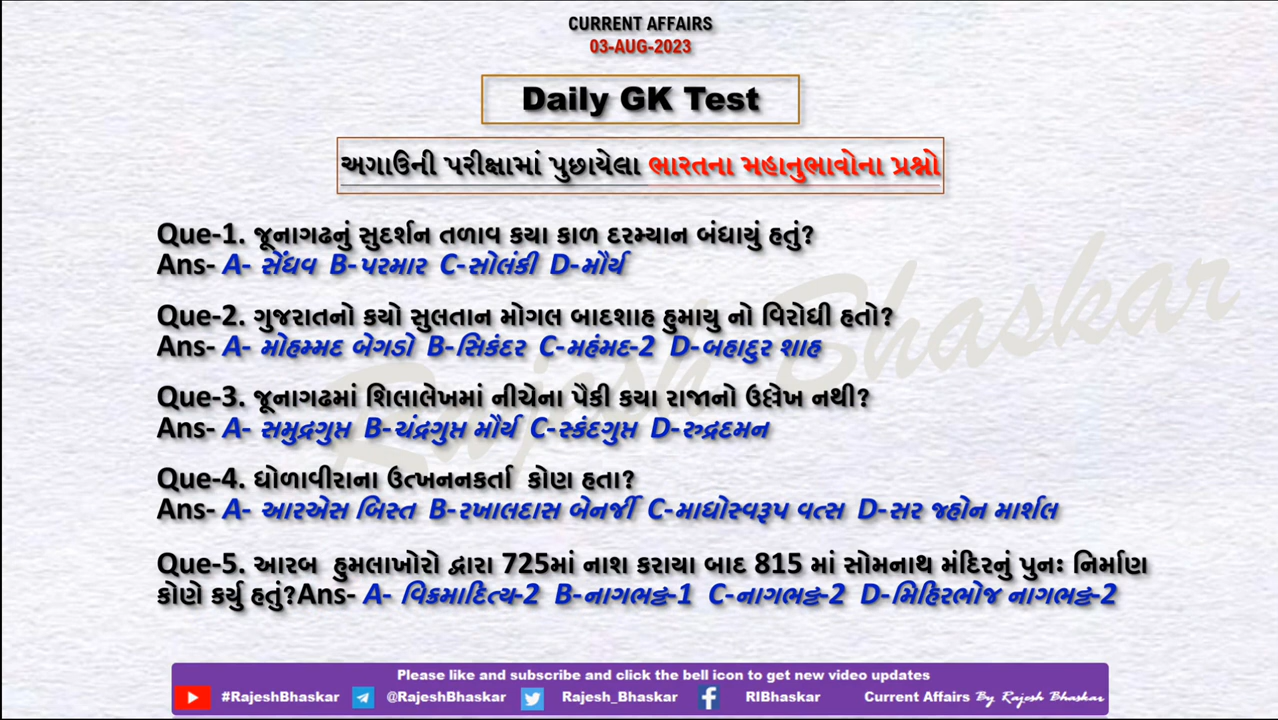 CURRENT AFFAIRS
03-AUG-2023
Daily GK Test
અગાઉની પરીક્ષામાં પુછાયેલા ભારતના મહાનુભાવોના પ્રશ્નો
Que-1. જૂનાગઢનું સુદર્શન તળાવ કયા કાળ દરમ્યાન બંધાયું હતું?
Ans- A- સેંધવ B-પરમાર C-સોલંકી D-મૌર્ય
Que-2. ગુજરાતનો કયો સુલતાન મોગલ બાદશાહ હુમાયુ નો વિરોધી હતો?
Ans- A- મોહમ્મદ બેગડો B-સિકંદર C-મહંમદ-2 D-બહાદુર શાહ
Que-3. જૂનાગઢમાં શિલાલેખમાં નીચેના પૈકી કયા રાજાનો ઉલ્લેખ નથી?
Ans- A- સમુદ્રગુપ્ત B-ચંદ્રગુપ્ત મૌર્ય C-સ્કંદગુપ્ત D-રુદ્રદમન
Que-4. ધોળાવીરાના ઉત્ખનનકર્તા કોણ હતા?
Ans- A- આરએસ બિસ્ત B-રખાલદાસ બેનર્જી C-માધોસ્વરૂપ વત્સ D-સર જ્હોન માર્શલ
Que-5. આરબ હુમલાખોરો દ્વારા 725માં નાશ કરાયા બાદ 815 માં સોમનાથ મંદિરનું પુનઃ નિર્માણ
કોણે કર્યુ હતું?Ans- A- વિક્રમાદિત્ય-2 B-નાગભટ્ટ-1 C-નાગભટ્ટ-2 D-મિહિરભોજ નાગભટ્ટ-2
Rajesh Bhaskar
Please like and subscribe and click the bell icon to get new video updates
#RajeshBhaskar @RajeshBhaskar Rajesh_Bhaskar RIBhaskar Current Affairs By Rajesh Bhaskar